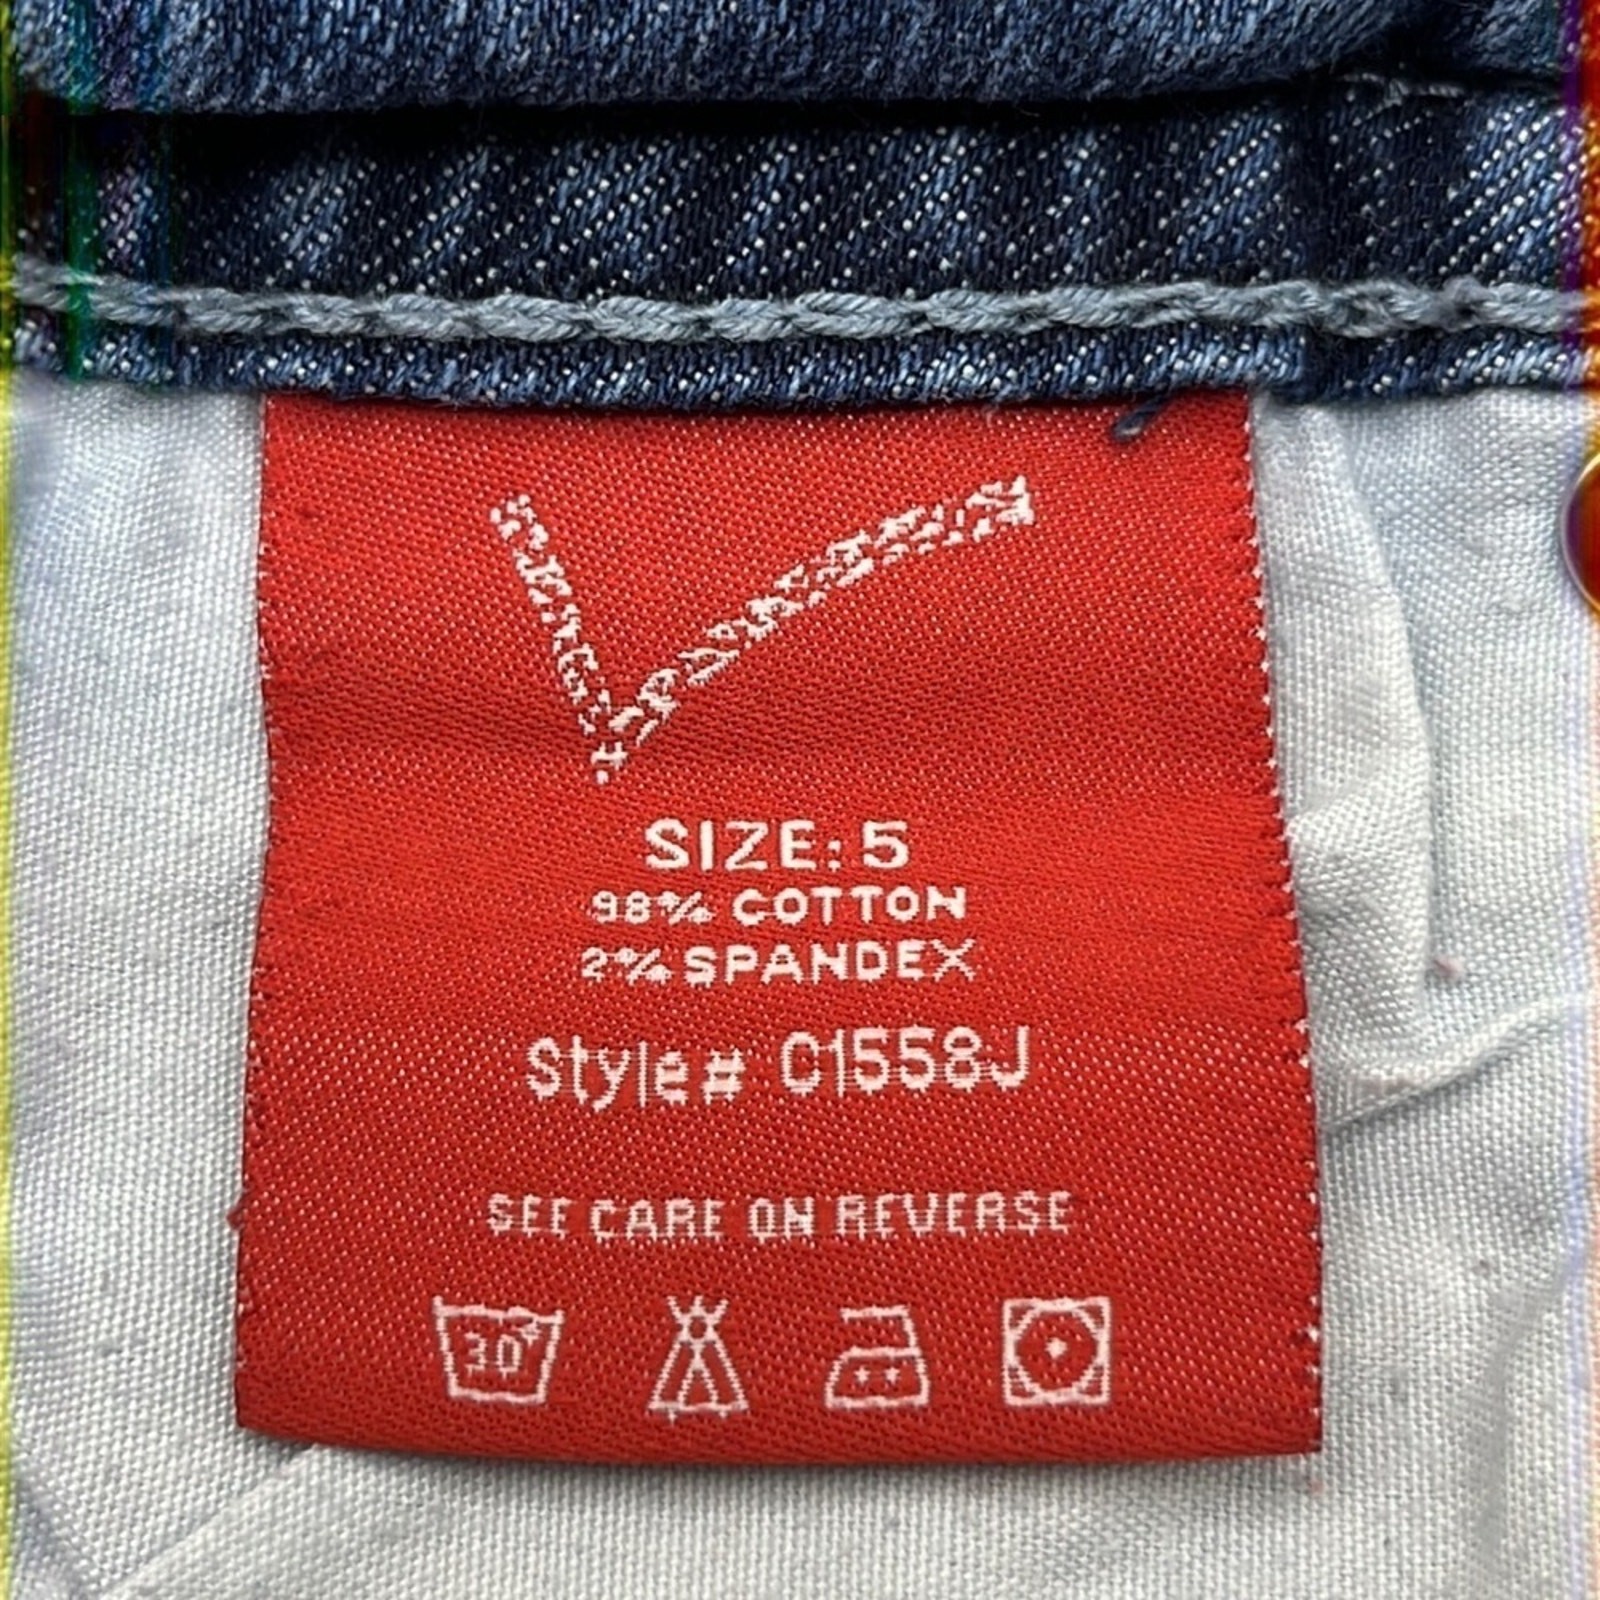 SIZE: 5
98% COTTON
2% SPANDEX
Style# C1558J
SEE CARE ON REVERSE
30°